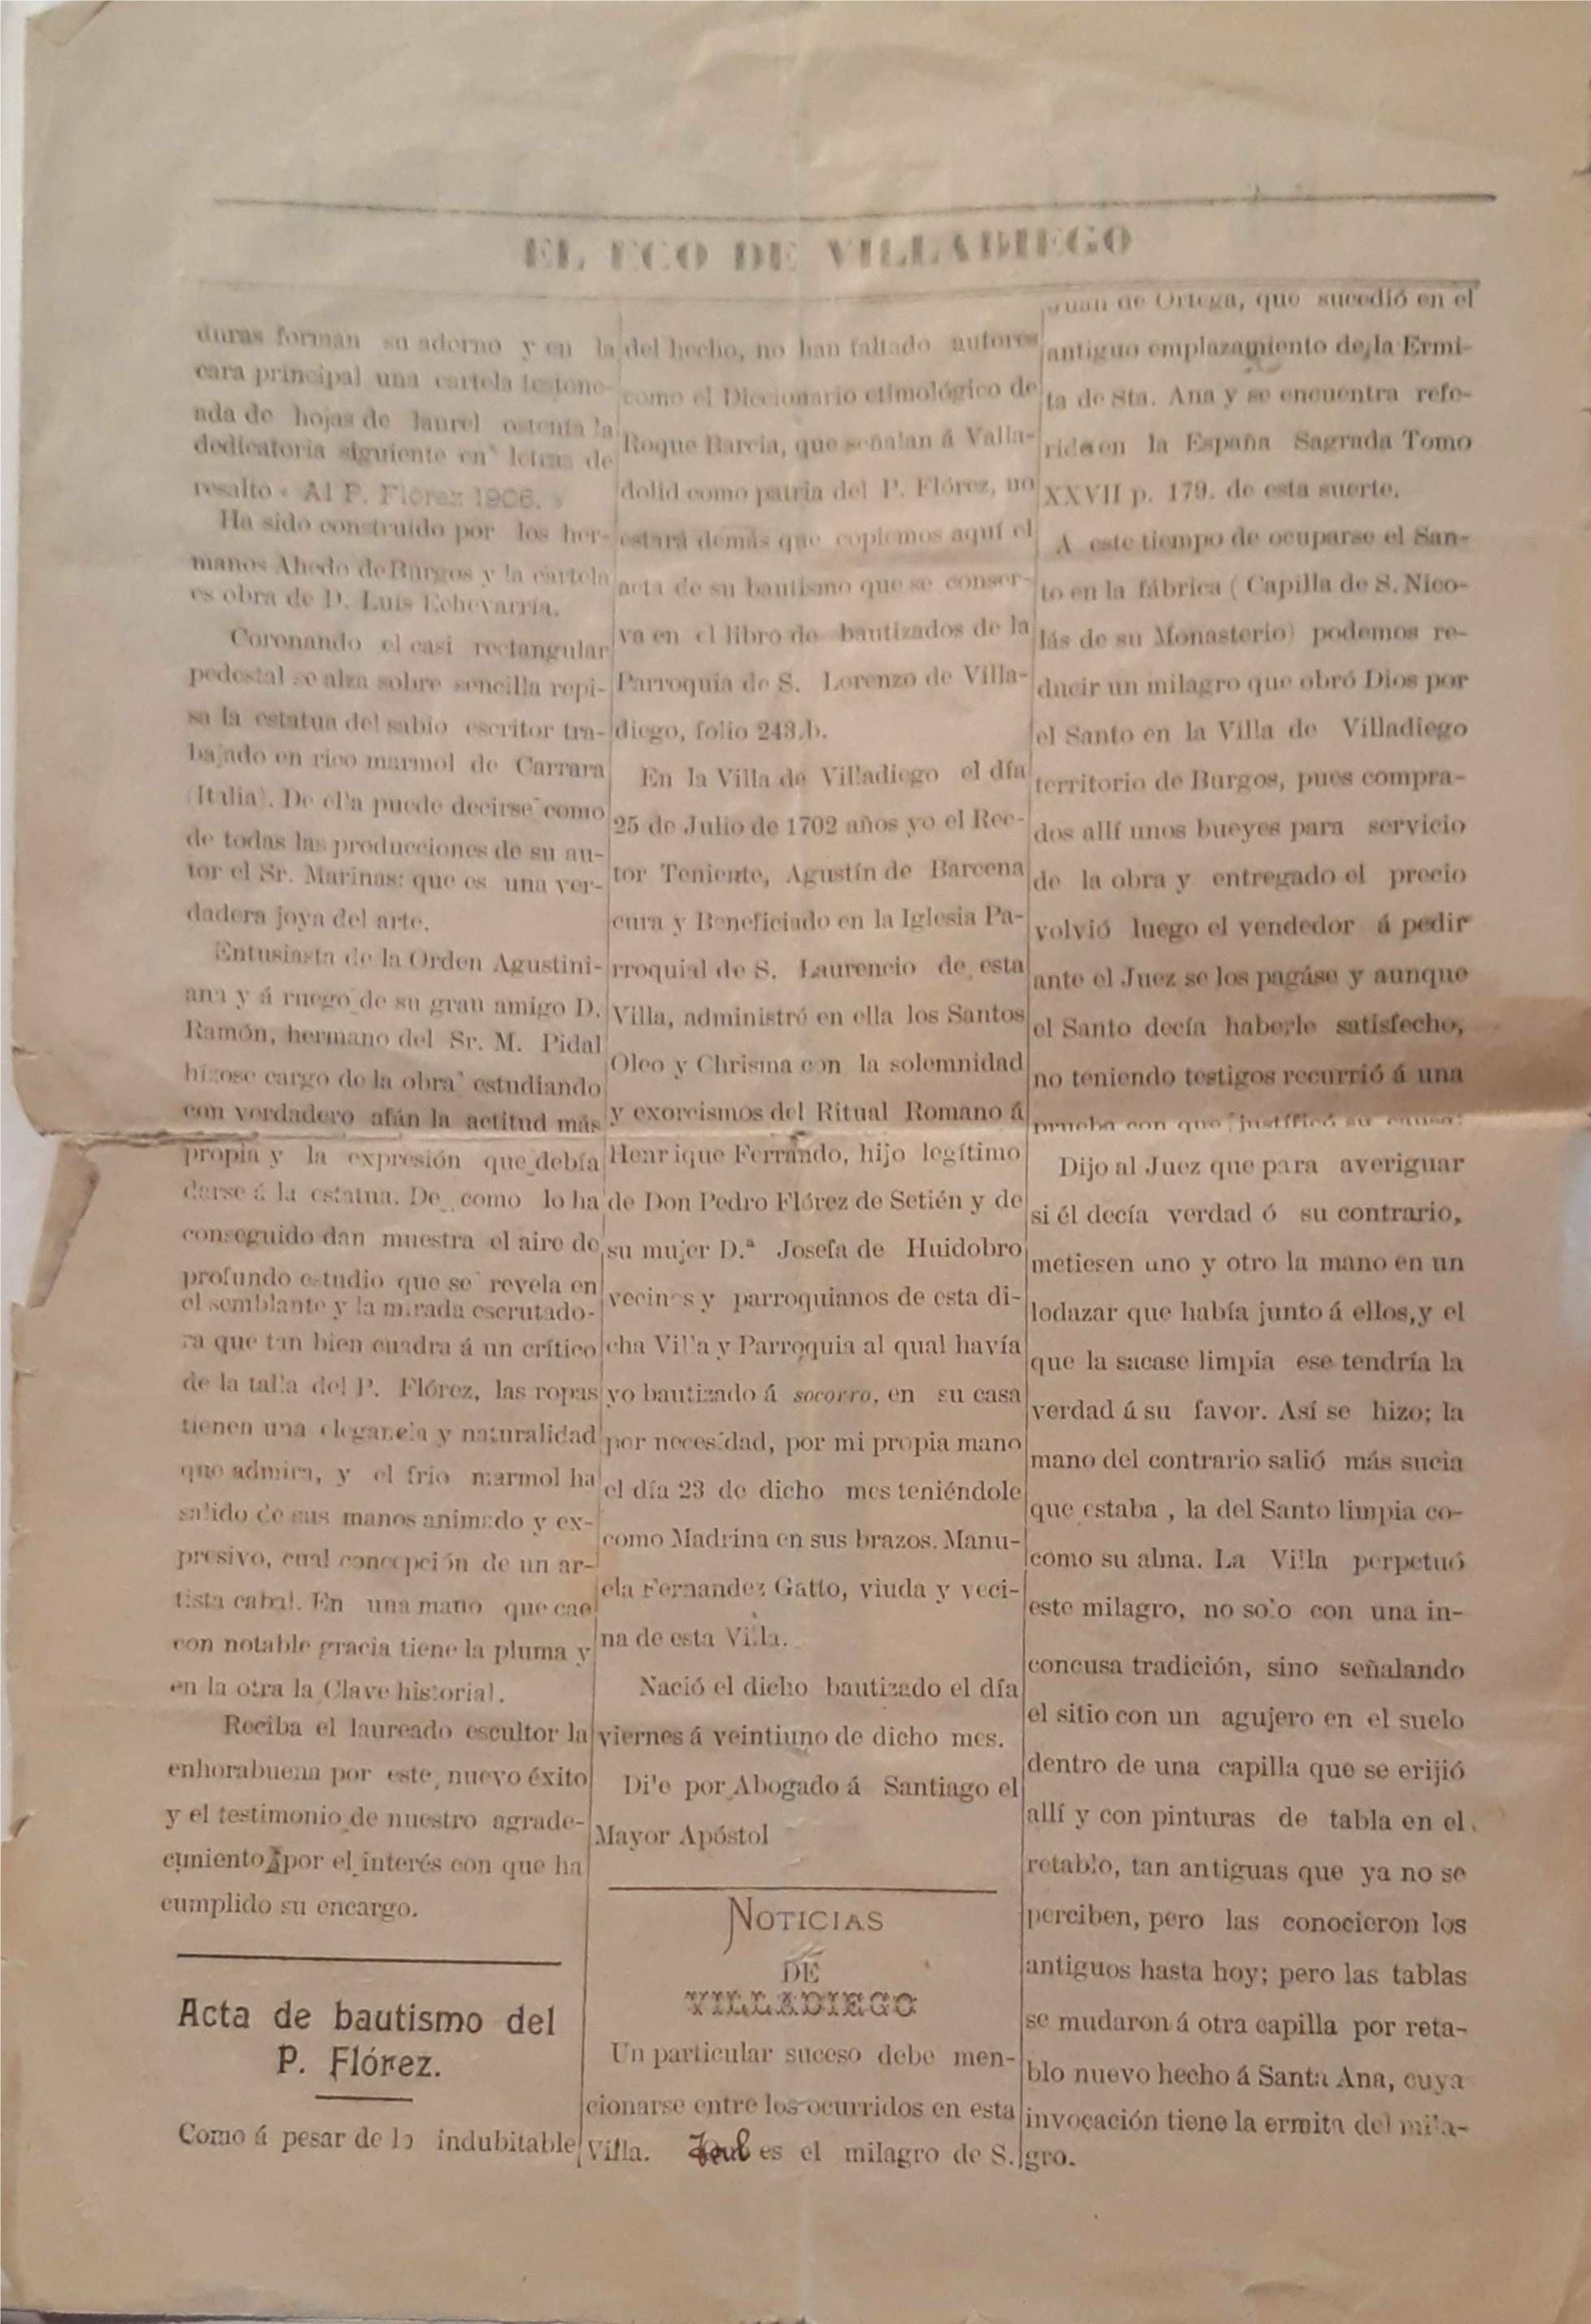 EL ECO DE VILLADIEGO
duras forman su adorno y en la
cara principal una cartela festone-
ada de hojas de laurel ostenta la
dedicatoria siguiente en letras de
resalto « Al P. Flórez 1906. »
Ha sido construido por los her-
manos Ahedo de Burgos y la cartela
es obra de D. Luis Echevarría.
Coronando el casi rectangular
pedestal se alza sobre sencilla repi-
sa la estatua del sabio escritor tra-
bajado en rico marmol de Carrara
(Italia). De ella puede decirse como
de todas las producciones de su au-
tor el Sr. Marinas: que es una ver-
dadera joya del arte.
Entusiasta de la Orden Agustini-
ana y á ruego de su gran amigo D.
Ramón, hermano del Sr. M. Pidal
hízose cargo de la obra estudiando
con verdadero afán la actitud más
propia y la expresión que debía
darse á la estatua. De como lo ha
conseguido dan muestra el aire de
profundo estudio que se revela en
el semblante y la mirada escrutado-
ra que tan bien cuadra á un crítico
de la talla del P. Flórez, las ropas
tienen una elegancia y naturalidad
que admira, y el frio marmol ha
salido de sus manos animado y ex-
presivo, cual concepción de un ar-
tista cabal. En una mano que cae
con notable gracia tiene la pluma y
en la otra la Clave historial.
Reciba el laureado escultor la
enhorabuena por este nuevo éxito
y el testimonio de nuestro agrade-
cimiento por el interés con que ha
cumplido su encargo.
Acta de bautismo del
P. Flórez.
Como á pesar de lo indubitable
del hecho, no han faltado autores
como el Diccionario etimológico de
Roque Barcia, que señalan á Valla-
dolid como patria del P. Flórez, no
estará demás que copiemos aquí el
acta de su bautismo que se conser-
va en el libro de bautizados de la
Parroquia de S. Lorenzo de Villa-
diego, folio 243.b.
En la Villa de Villadiego el día
25 de Julio de 1702 años yo el Rec-
tor Teniente, Agustín de Barcena
cura y Beneficiado en la Iglesia Pa-
rroquial de S. Laurencio de esta
Villa, administré en ella los Santos
Oleo y Chrisma con la solemnidad
y exorcismos del Ritual Romano á
Henrique Ferrando, hijo legítimo
de Don Pedro Flórez de Setién y de
su mujer D.ª Josefa de Huidobro
vecinos y parroquianos de esta di-
cha Villa y Parroquia al qual havía
yo bautizado á socorro, en su casa
por necesidad, por mi propia mano
el día 23 de dicho mes teniéndole
como Madrina en sus brazos. Manu-
ela Fernandez Gatto, viuda y veci-
na de esta Villa.
Nació el dicho bautizado el día
viernes á veintiuno de dicho mes.
Dile por Abogado á Santiago el
Mayor Apóstol
NOTICIAS
DE
VILLADIEGO
Un particular suceso debe men-
cionarse entre los ocurridos en esta
Villa. es el milagro de S.
Juan de Ortega, que sucedió en el
antiguo emplazamiento de la Ermi-
ta de Sta. Ana y se encuentra refe-
rido en la España Sagrada Tomo
XXVII p. 179. de esta suerte.
A este tiempo de ocuparse el San-
to en la fábrica ( Capilla de S. Nico-
lás de su Monasterio) podemos re-
ducir un milagro que obró Dios por
el Santo en la Villa de Villadiego
territorio de Burgos, pues compra-
dos allí unos bueyes para servicio
de la obra y entregado el precio
volvió luego el vendedor á pedir
ante el Juez se los pagáse y aunque
el Santo decía haberle satisfecho,
no teniendo testigos recurrió á una
prueba con que justificó su causa:
Dijo al Juez que para averiguar
si él decía verdad ó su contrario,
metiesen uno y otro la mano en un
lodazar que había junto á ellos, y el
que la sacase limpia ese tendría la
verdad á su favor. Así se hizo; la
mano del contrario salió más sucia
que estaba , la del Santo limpia co-
como su alma. La Villa perpetuó
este milagro, no solo con una in-
concusa tradición, sino señalando
el sitio con un agujero en el suelo
dentro de una capilla que se erijió
allí y con pinturas de tabla en el
retablo, tan antiguas que ya no se
perciben, pero las conocieron los
antiguos hasta hoy; pero las tablas
se mudaron á otra capilla por reta-
blo nuevo hecho á Santa Ana, cuya
invocación tiene la ermita del mila-
gro.